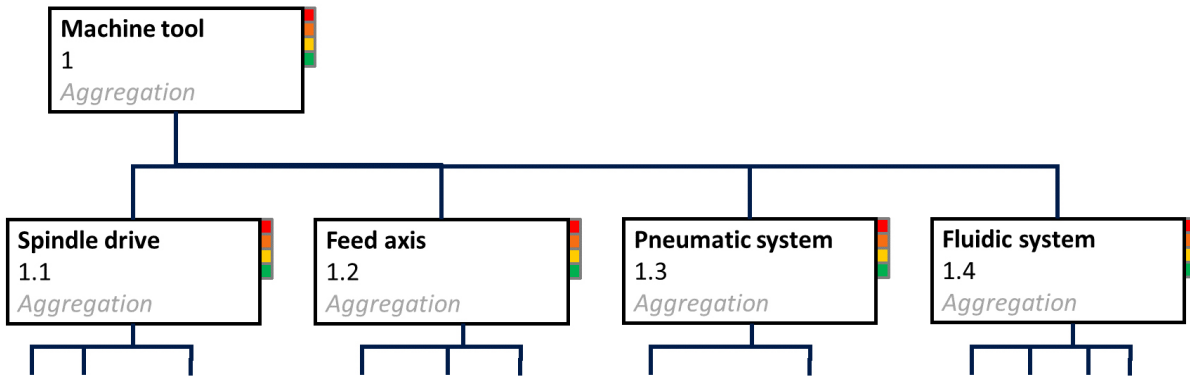 Machine tool
1
Aggregation
Spindle drive
1.1
Aggregation
Feed axis
1.2
Aggregation
Pneumatic system
1.3
Aggregation
Fluidic system
1.4
Aggregation